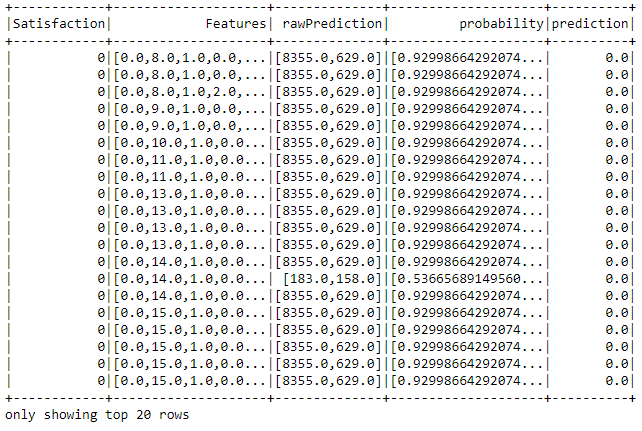 +------------+--------------------+--------------+--------------------+----------+
|Satisfaction|            Features| rawPrediction|         probability|prediction|
+------------+--------------------+--------------+--------------------+----------+
|           0|[0.0,8.0,1.0,0.0,...|[8355.0,629.0]|[0.92998664292074...|       0.0|
|           0|[0.0,8.0,1.0,0.0,...|[8355.0,629.0]|[0.92998664292074...|       0.0|
|           0|[0.0,8.0,1.0,2.0,...|[8355.0,629.0]|[0.92998664292074...|       0.0|
|           0|[0.0,9.0,1.0,0.0,...|[8355.0,629.0]|[0.92998664292074...|       0.0|
|           0|[0.0,9.0,1.0,0.0,...|[8355.0,629.0]|[0.92998664292074...|       0.0|
|           0|[0.0,10.0,1.0,0.0...|[8355.0,629.0]|[0.92998664292074...|       0.0|
|           0|[0.0,11.0,1.0,0.0...|[8355.0,629.0]|[0.92998664292074...|       0.0|
|           0|[0.0,11.0,1.0,0.0...|[8355.0,629.0]|[0.92998664292074...|       0.0|
|           0|[0.0,13.0,1.0,0.0...|[8355.0,629.0]|[0.92998664292074...|       0.0|
|           0|[0.0,13.0,1.0,0.0...|[8355.0,629.0]|[0.92998664292074...|       0.0|
|           0|[0.0,13.0,1.0,0.0...|[8355.0,629.0]|[0.92998664292074...|       0.0|
|           0|[0.0,13.0,1.0,0.0...|[8355.0,629.0]|[0.92998664292074...|       0.0|
|           0|[0.0,14.0,1.0,0.0...|[8355.0,629.0]|[0.92998664292074...|       0.0|
|           0|[0.0,14.0,1.0,0.0...| [183.0,158.0]|[0.53665689149560...|       0.0|
|           0|[0.0,14.0,1.0,0.0...|[8355.0,629.0]|[0.92998664292074...|       0.0|
|           0|[0.0,15.0,1.0,0.0...|[8355.0,629.0]|[0.92998664292074...|       0.0|
|           0|[0.0,15.0,1.0,0.0...|[8355.0,629.0]|[0.92998664292074...|       0.0|
|           0|[0.0,15.0,1.0,0.0...|[8355.0,629.0]|[0.92998664292074...|       0.0|
|           0|[0.0,15.0,1.0,0.0...|[8355.0,629.0]|[0.92998664292074...|       0.0|
|           0|[0.0,15.0,1.0,0.0...|[8355.0,629.0]|[0.92998664292074...|       0.0|
+------------+--------------------+--------------+--------------------+----------+
only showing top 20 rows